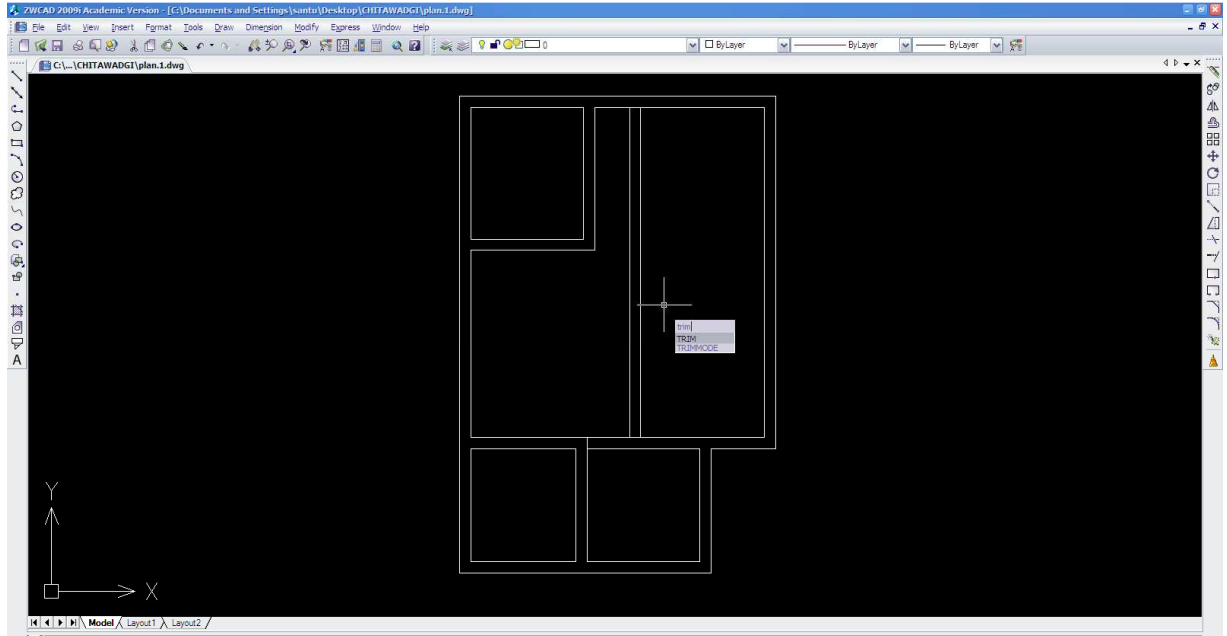 ZWCAD 2009i Academic Version - [C:\Documents and Settings\santu\Desktop\CHITAWADGI\plan.1.dwg]
File Edit View Insert Format Tools Draw Dimension Modify Express Window Help
0 ByLayer ByLayer ByLayer
C:\...\CHITAWADGI\plan.1.dwg
trim
TRIM
TRIMMODE
A
Y
X
Model Layout1 Layout2